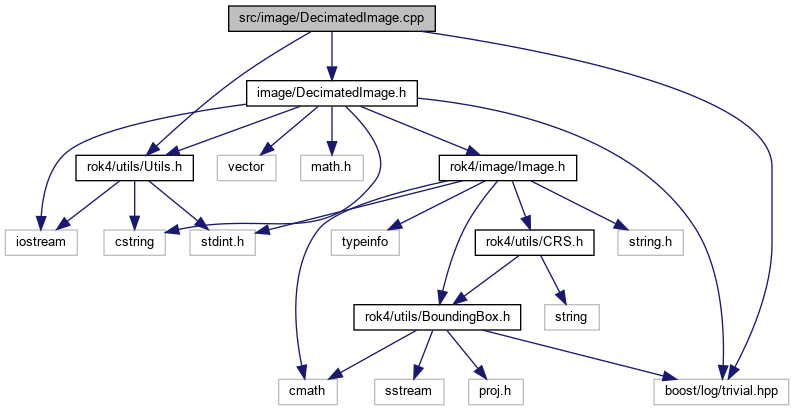 src/image/DecimatedImage.cpp
image/DecimatedImage.h
rok4/utils/Utils.h
vector
math.h
rok4/image/Image.h
iostream
cstring
stdint.h
typeinfo
rok4/utils/CRS.h
string.h
rok4/utils/BoundingBox.h
string
cmath
sstream
proj.h
boost/log/trivial.hpp